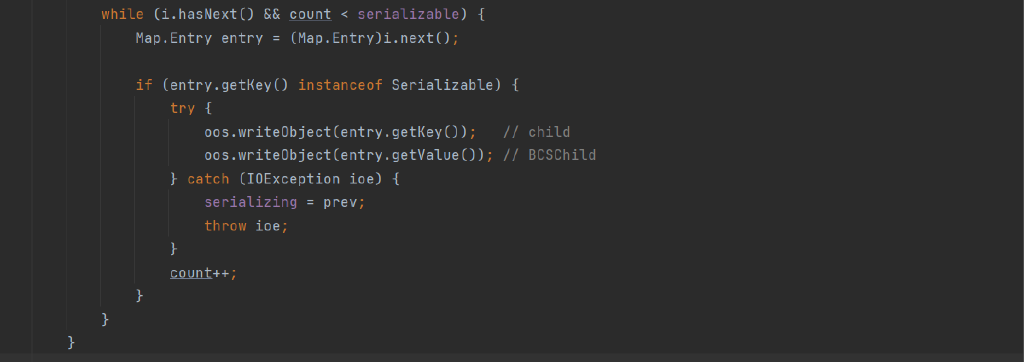 while (i.hasNext() && count < serializable) {
Map.Entry entry = (Map.Entry)i.next();
if (entry.getKey() instanceof Serializable) {
try {
oos.writeObject(entry.getKey());   // child
oos.writeObject(entry.getValue()); // BCSChild
} catch (IOException ioe) {
serializing = prev;
throw ioe;
}
count++;
}
}
}